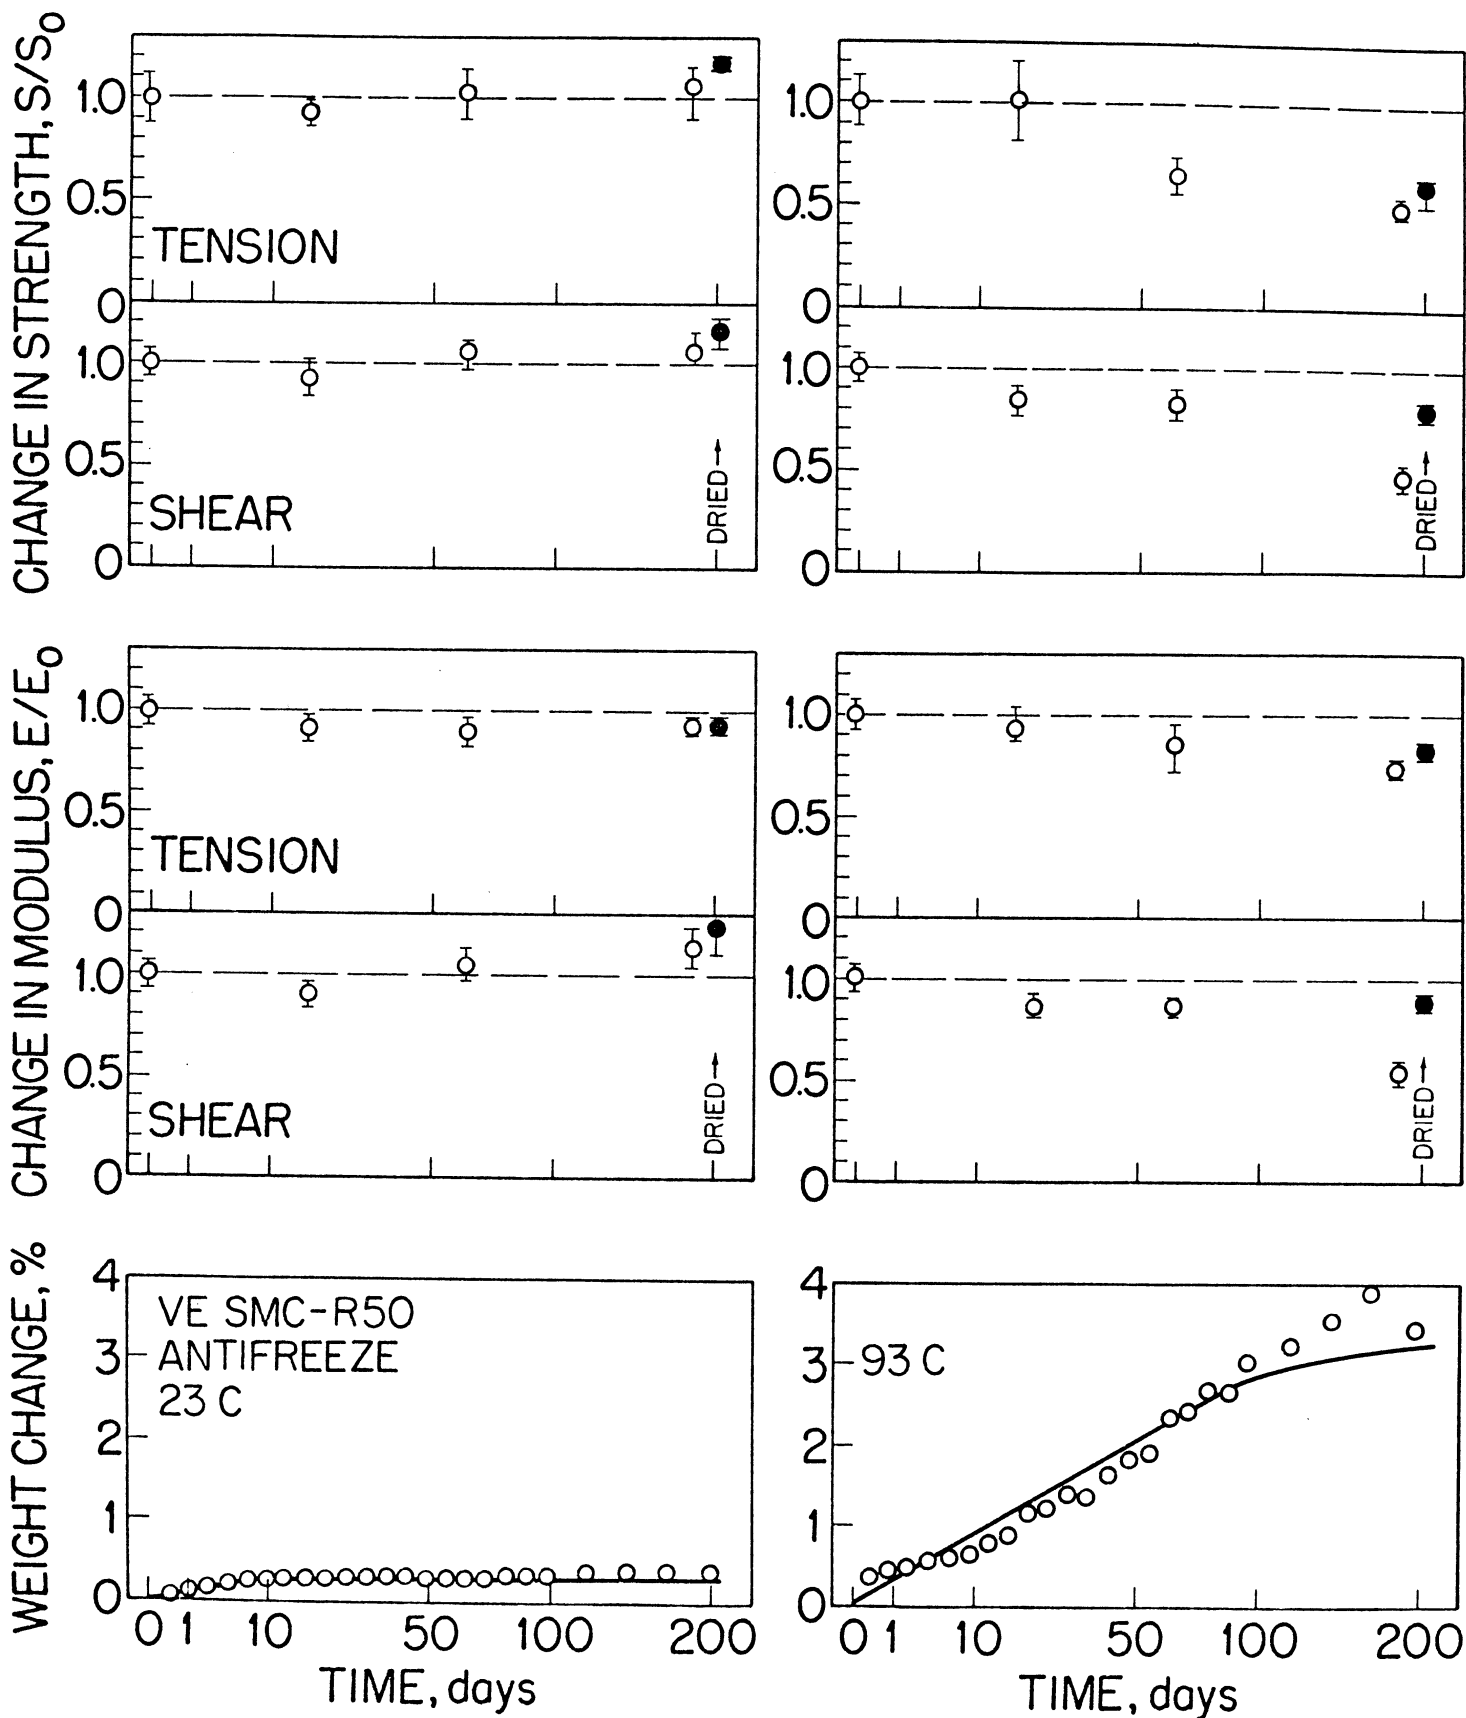 CHANGE IN STRENGTH, S/S₀
1.0
0.5
TENSION
0
1.0
0.5
SHEAR
DRIED
0
1.0
0.5
0
1.0
0.5
DRIED
0
CHANGE IN MODULUS, E/E₀
1.0
0.5
TENSION
0
1.0
0.5
SHEAR
DRIED
0
1.0
0.5
0
1.0
0.5
DRIED
0
WEIGHT CHANGE, %
4
3
2
1
0
VE SMC-R50
ANTIFREEZE
23 C
0 1 10 50 100 200
TIME, days
4
3
2
1
0
93 C
0 1 10 50 100 200
TIME, days